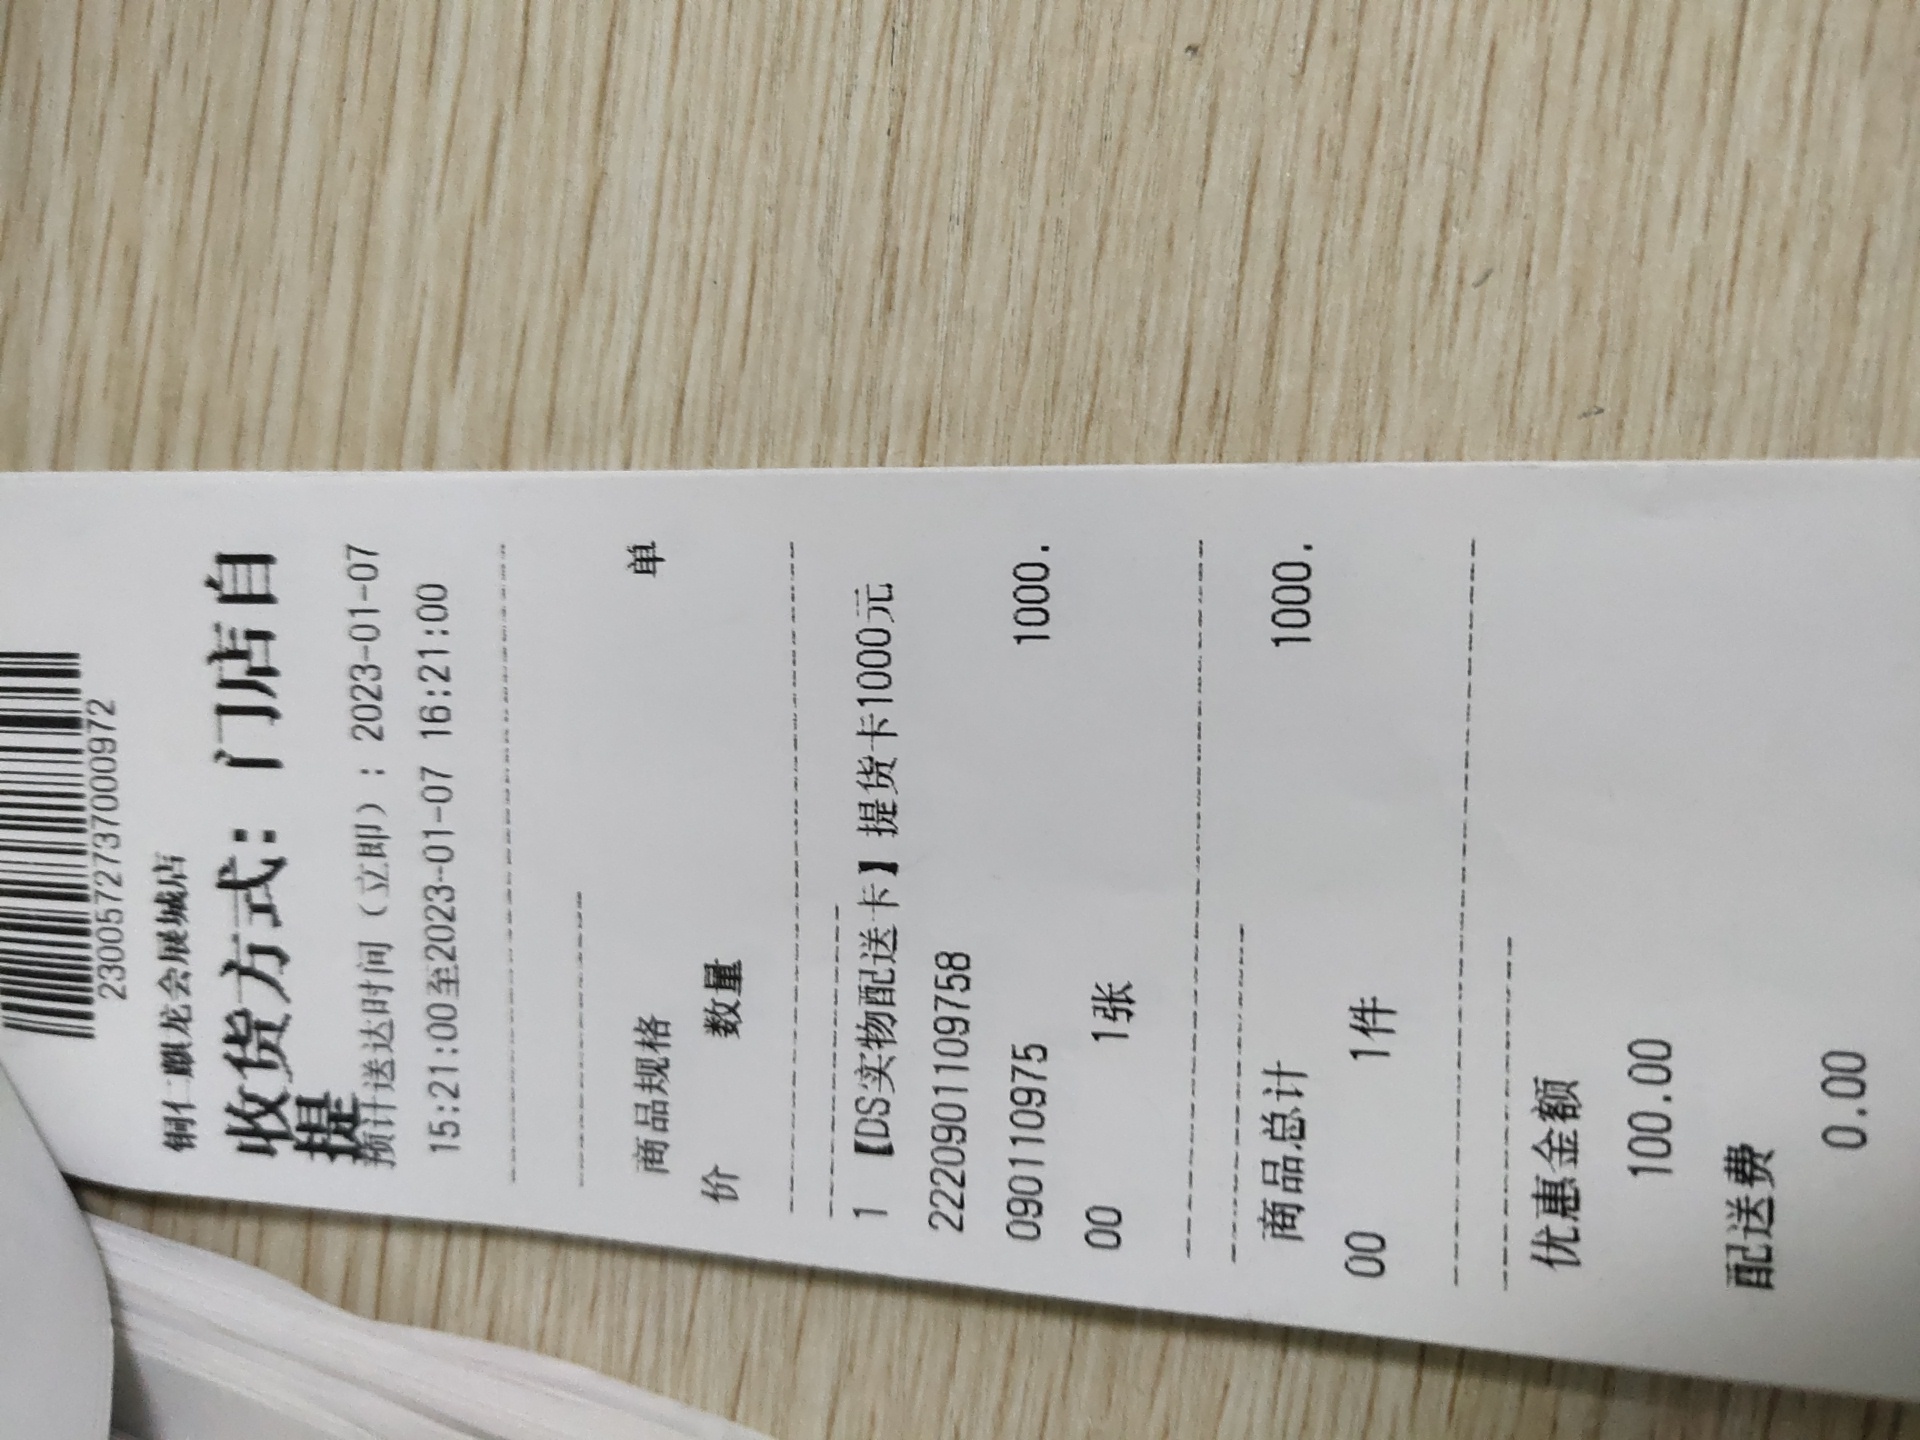 2300572737000972
铜仁麒龙会展城店
收货方式：门店自
提
预计送达时间（立即）：2023-01-07
15:21:00至2023-01-07 16:21:00
商品规格 单
价 数量
1 【DS实物配送卡】提货卡1000元
2220901109758
0901109975
1000.
00 1张
商品总计 1000.
00 1件
优惠金额
100.00
配送费
0.00